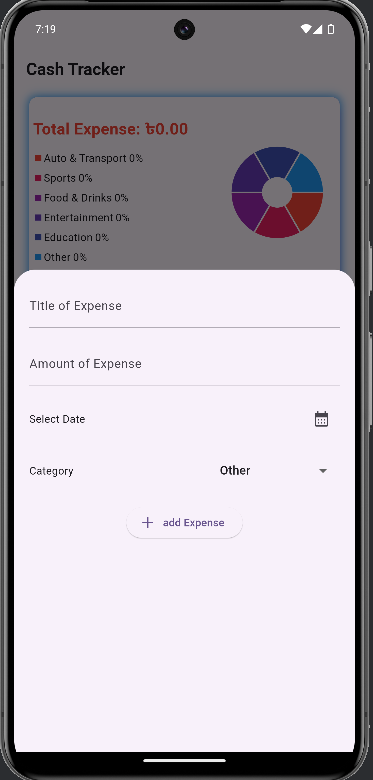 7:19
Cash Tracker
Total Expense: ৳0.00
Auto & Transport 0%
Sports 0%
Food & Drinks 0%
Entertainment 0%
Education 0%
Other 0%
Title of Expense
Amount of Expense
Select Date
Category
Other
add Expense